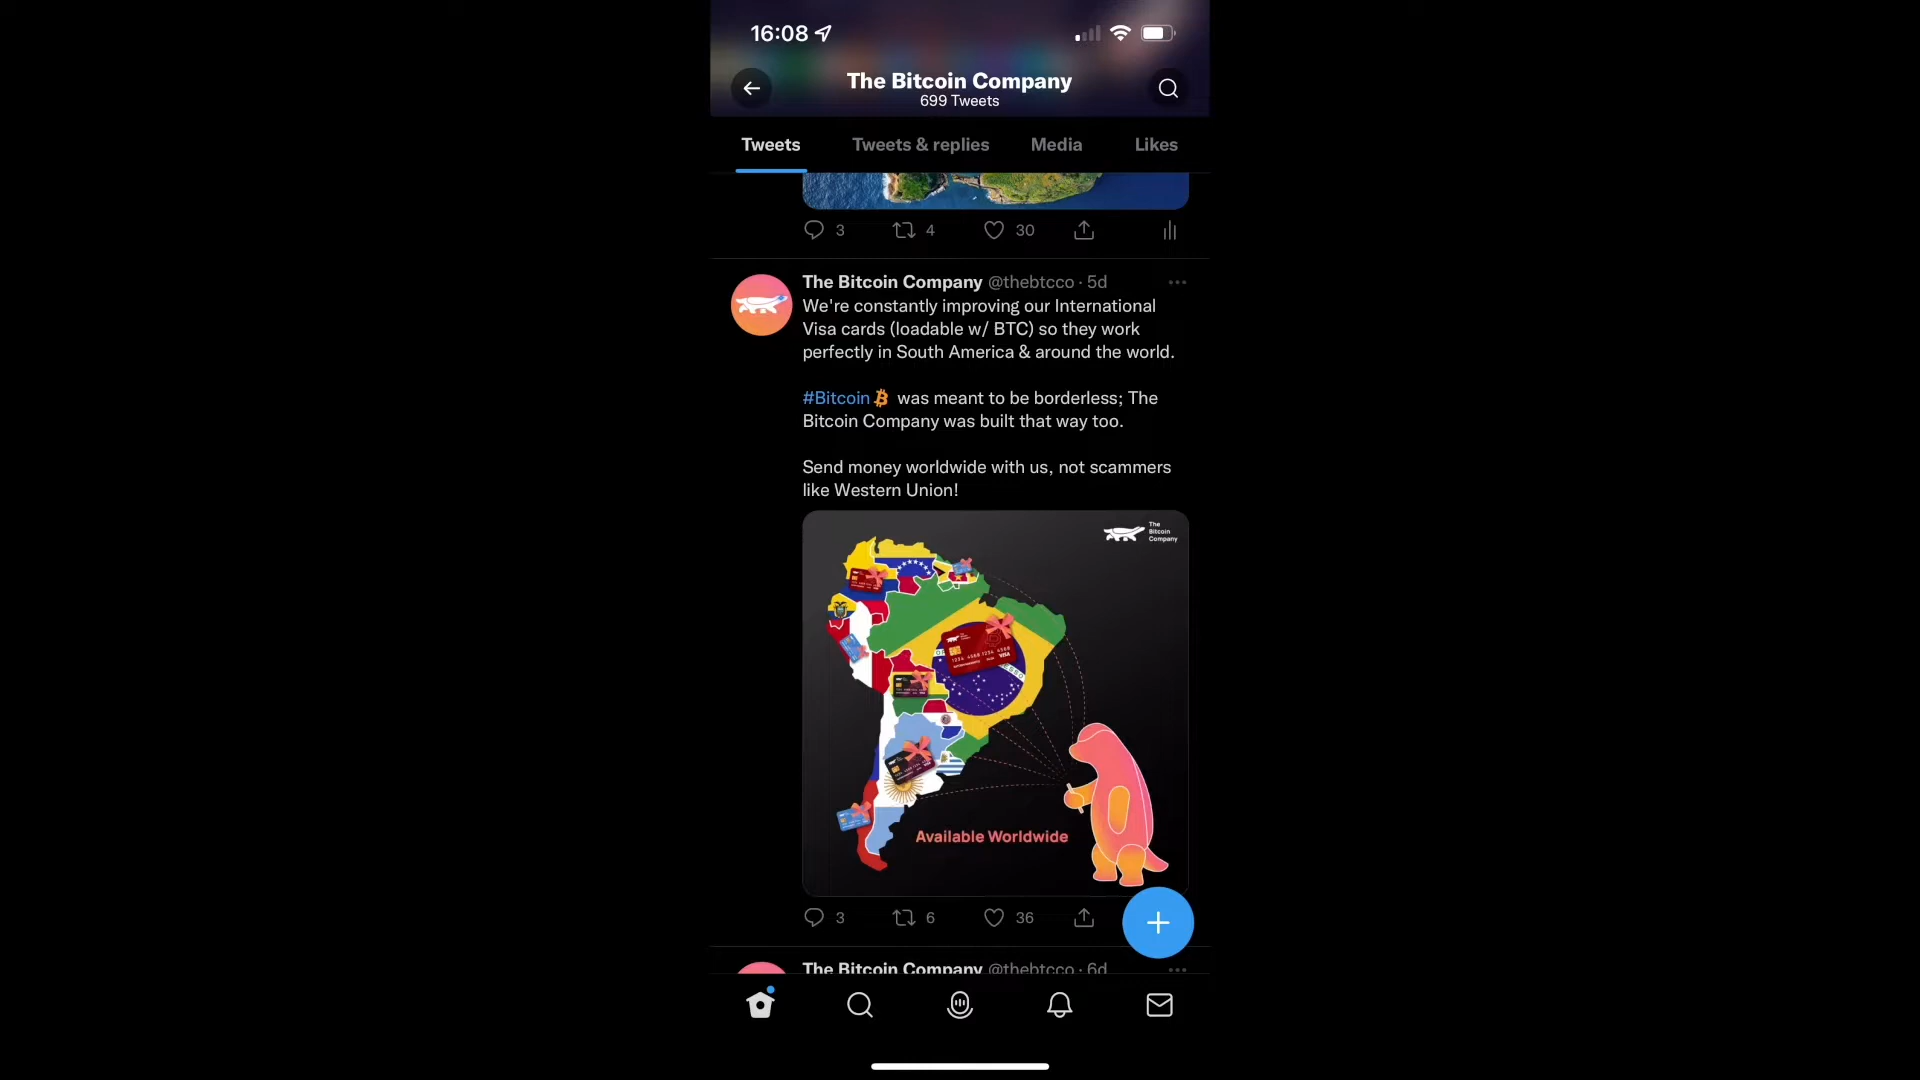 16:08
The Bitcoin Company
699 Tweets
Tweets
Tweets & replies
Media
Likes
3
4
30
The Bitcoin Company @thebtcco · 5d
We're constantly improving our International
Visa cards (loadable w/ BTC) so they work
perfectly in South America & around the world.
#Bitcoin was meant to be borderless; The
Bitcoin Company was built that way too.
Send money worldwide with us, not scammers
like Western Union!
The
Bitcoin
Company
VISA
Available Worldwide
3
6
36
The Bitcoin Company @thebtcco · 6d